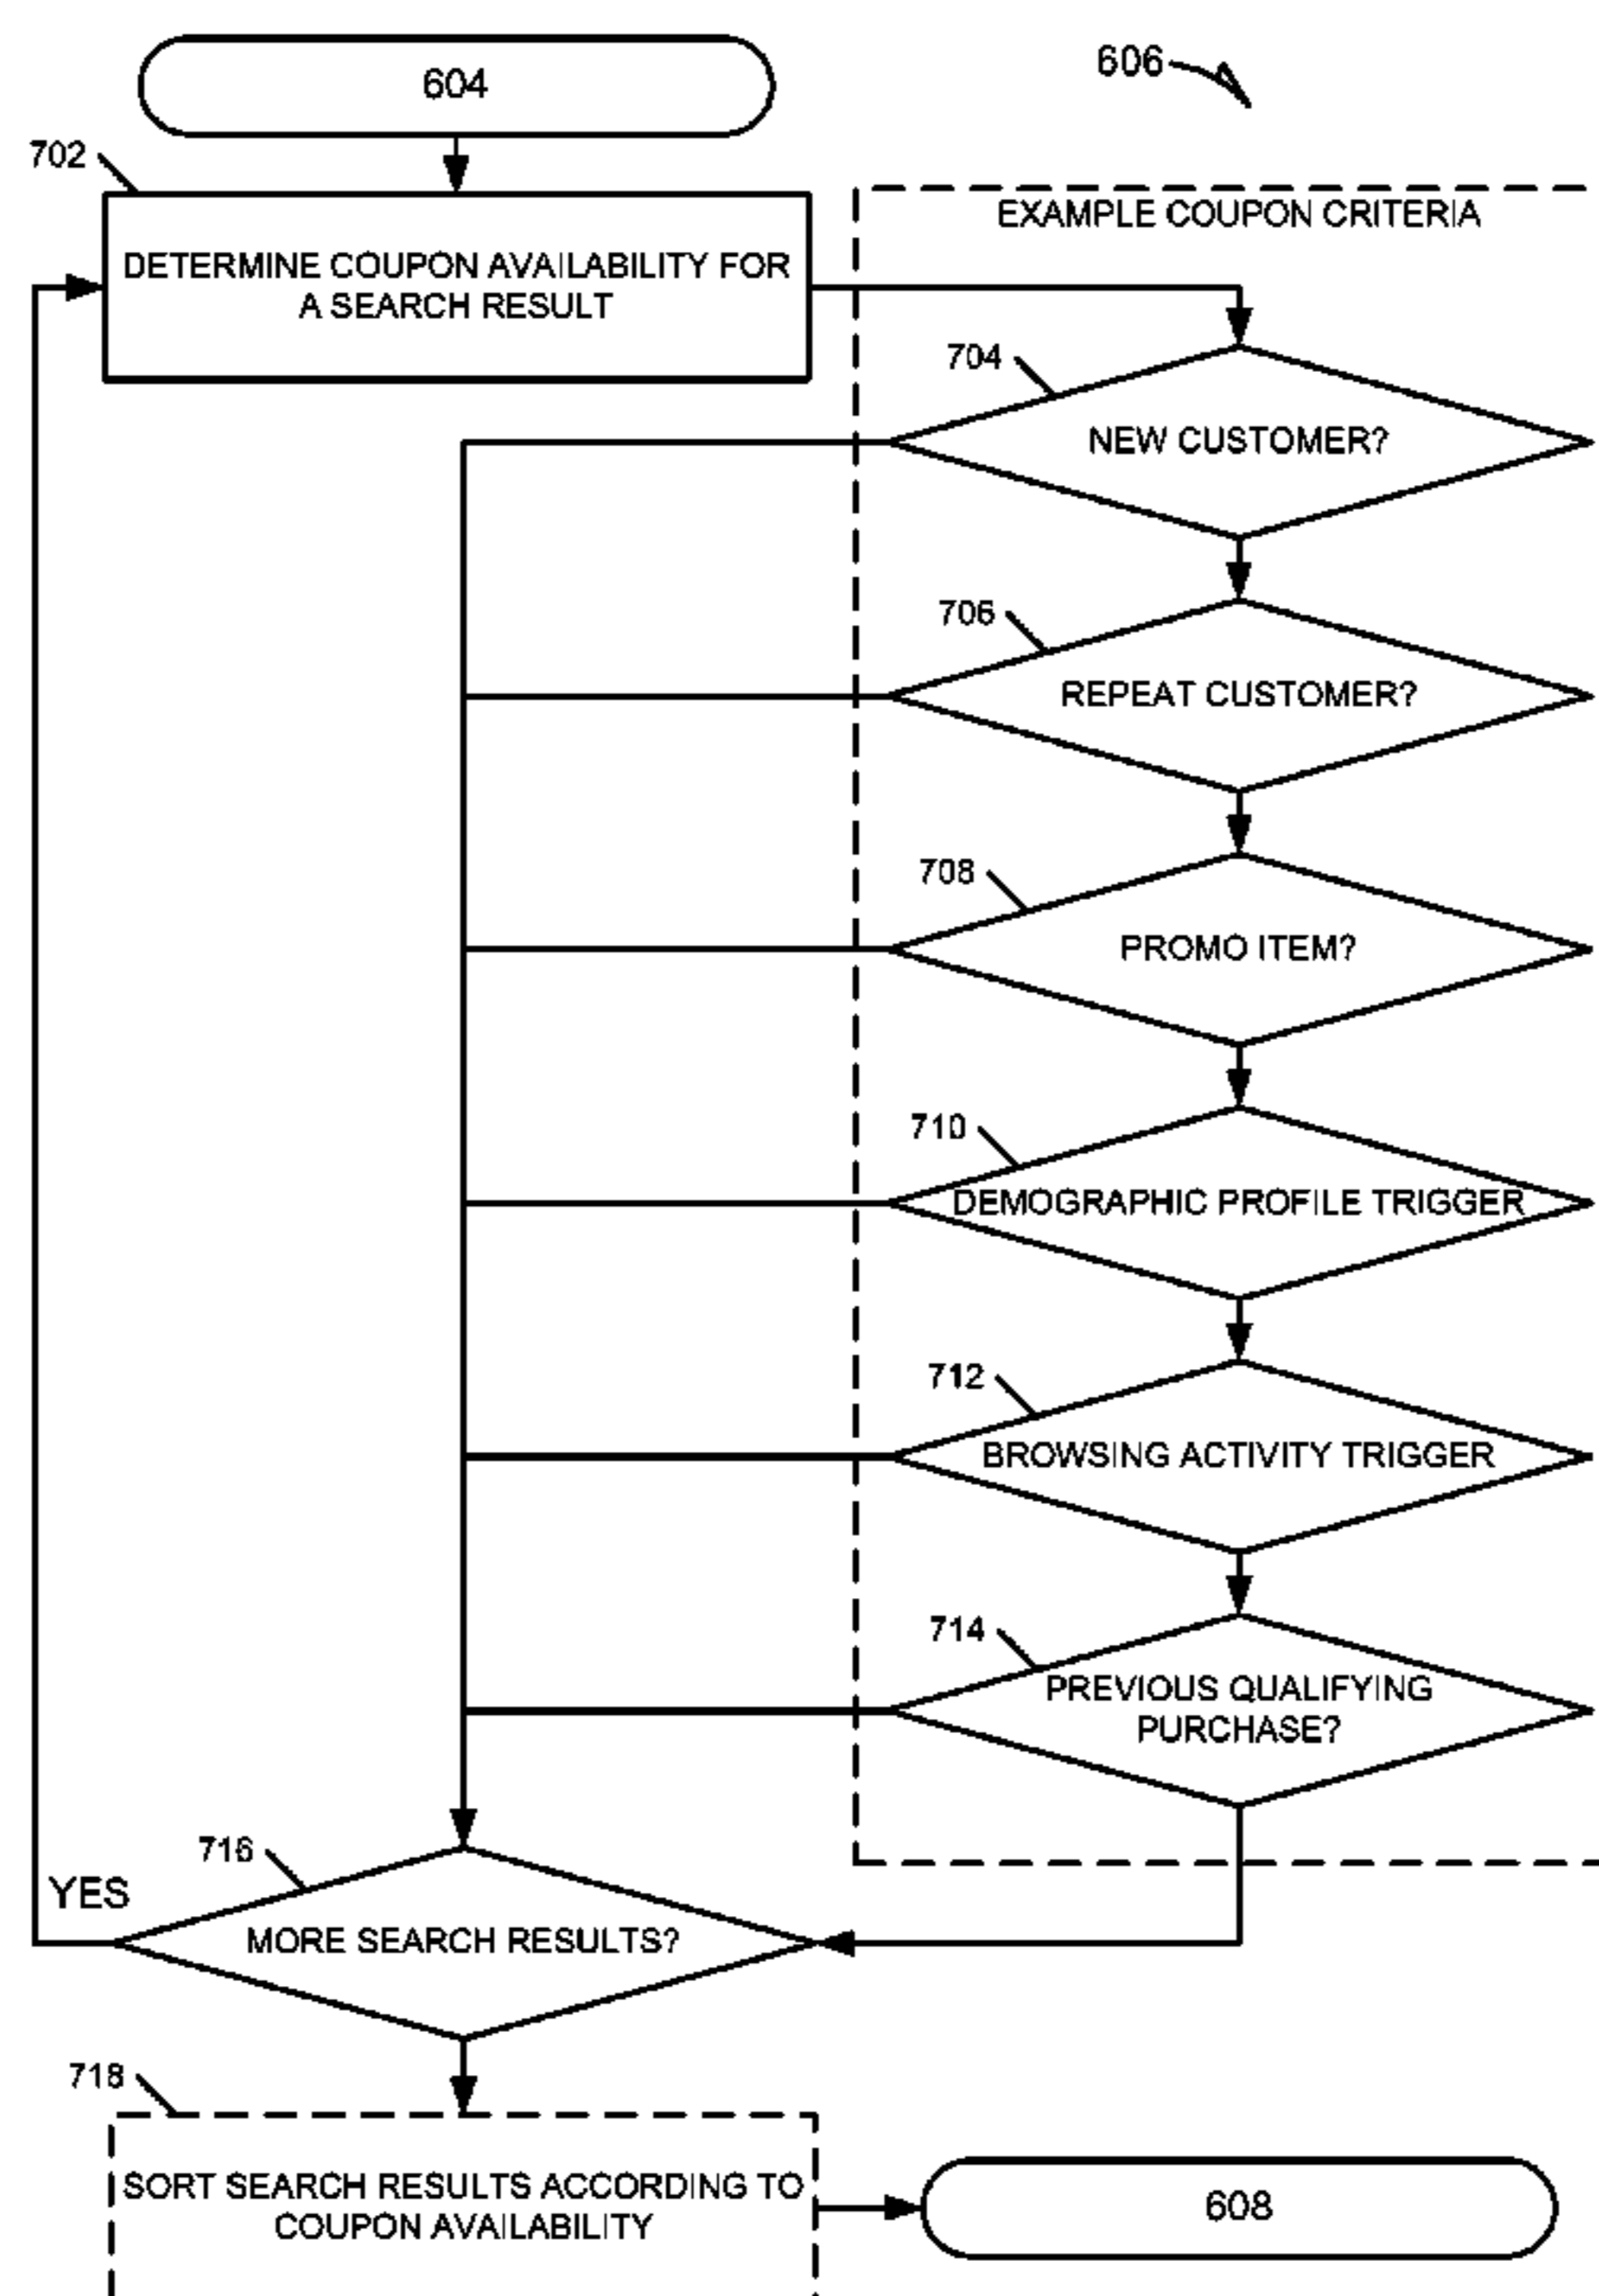 604
606
702
EXAMPLE COUPON CRITERIA
DETERMINE COUPON AVAILABILITY FOR
A SEARCH RESULT
704
NEW CUSTOMER?
706
REPEAT CUSTOMER?
708
PROMO ITEM?
710
DEMOGRAPHIC PROFILE TRIGGER
712
BROWSING ACTIVITY TRIGGER
714
PREVIOUS QUALIFYING
PURCHASE?
716
YES
MORE SEARCH RESULTS?
718
SORT SEARCH RESULTS ACCORDING TO
COUPON AVAILABILITY
608